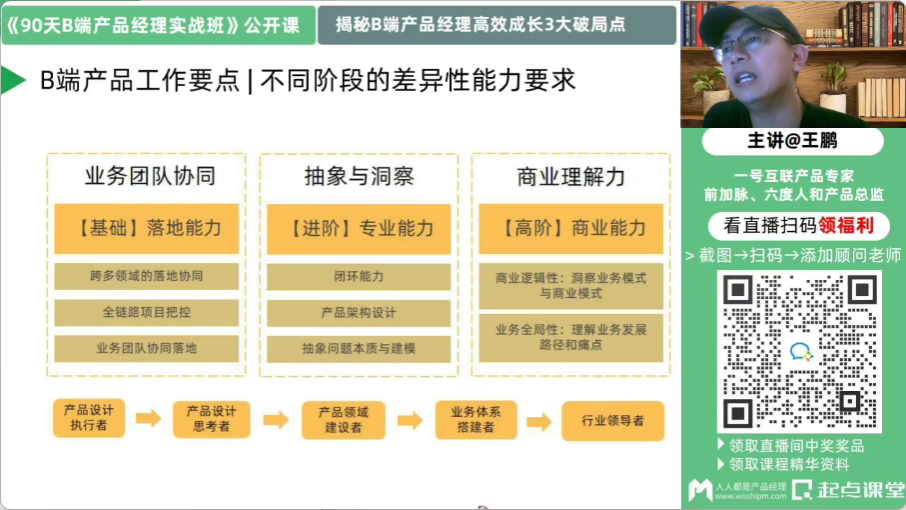 《90天B端产品经理实战班》公开课
揭秘B端产品经理高效成长3大破局点
B端产品工作要点 | 不同阶段的差异性能力要求
业务团队协同
【基础】落地能力
跨多领域的落地协同
全链路项目把控
业务团队协同落地
抽象与洞察
【进阶】专业能力
闭环能力
产品架构设计
抽象问题本质与建模
商业理解力
【高阶】商业能力
商业逻辑性：洞察业务模式
与商业模式
业务全局性：理解业务发展
路径和痛点
产品设计
执行者
产品设计
思考者
产品领域
建设者
业务体系
搭建者
行业领导者
主讲@王鹏
一号互联产品专家
前加脉、六度人和产品总监
看直播扫码领福利
>截图→扫码→添加顾问老师
领取直播间中奖奖品
领取课程精华资料
人人都是产品经理
www.woshipm.com
起点课堂